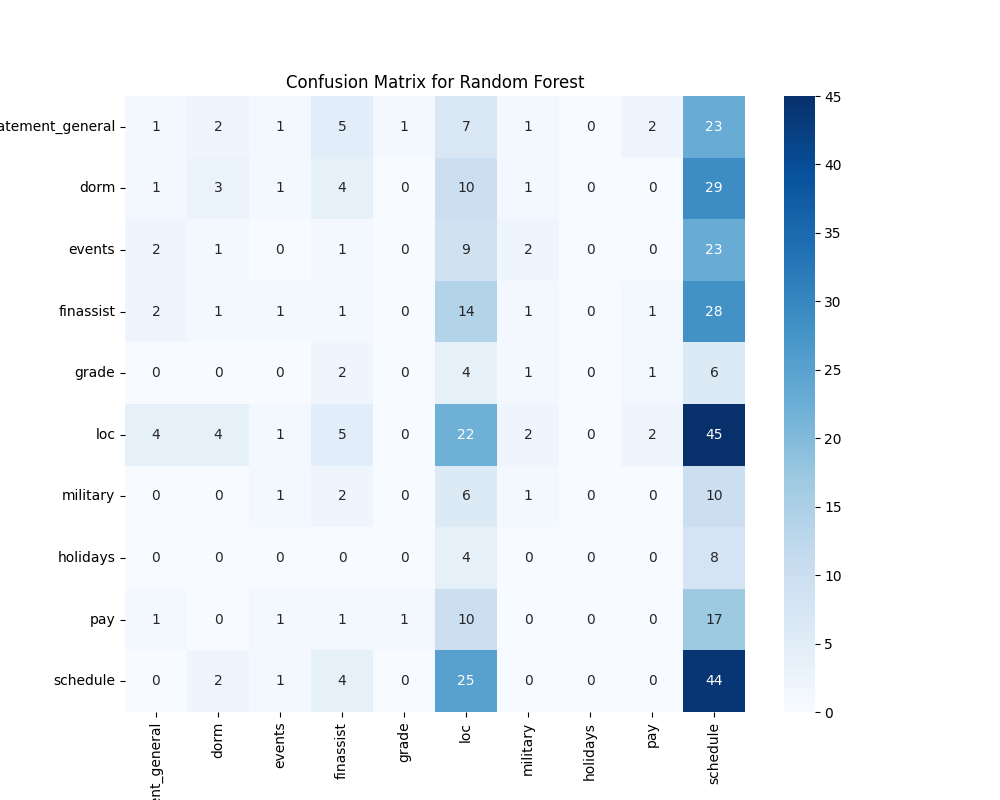 Confusion Matrix for Random Forest
atement_general 1 2 1 5 1 7 1 0 2 23
dorm 1 3 1 4 0 10 1 0 0 29
events 2 1 0 1 0 9 2 0 0 23
finassist 2 1 1 1 0 14 1 0 1 28
grade 0 0 0 2 0 4 1 0 1 6
loc 4 4 1 5 0 22 2 0 2 45
military 0 0 1 2 0 6 1 0 0 10
holidays 0 0 0 0 0 4 0 0 0 8
pay 1 0 1 1 1 10 0 0 0 17
schedule 0 2 1 4 0 25 0 0 0 44
ent_general dorm events finassist grade loc military holidays pay schedule
45
40
35
30
25
20
15
10
5
0